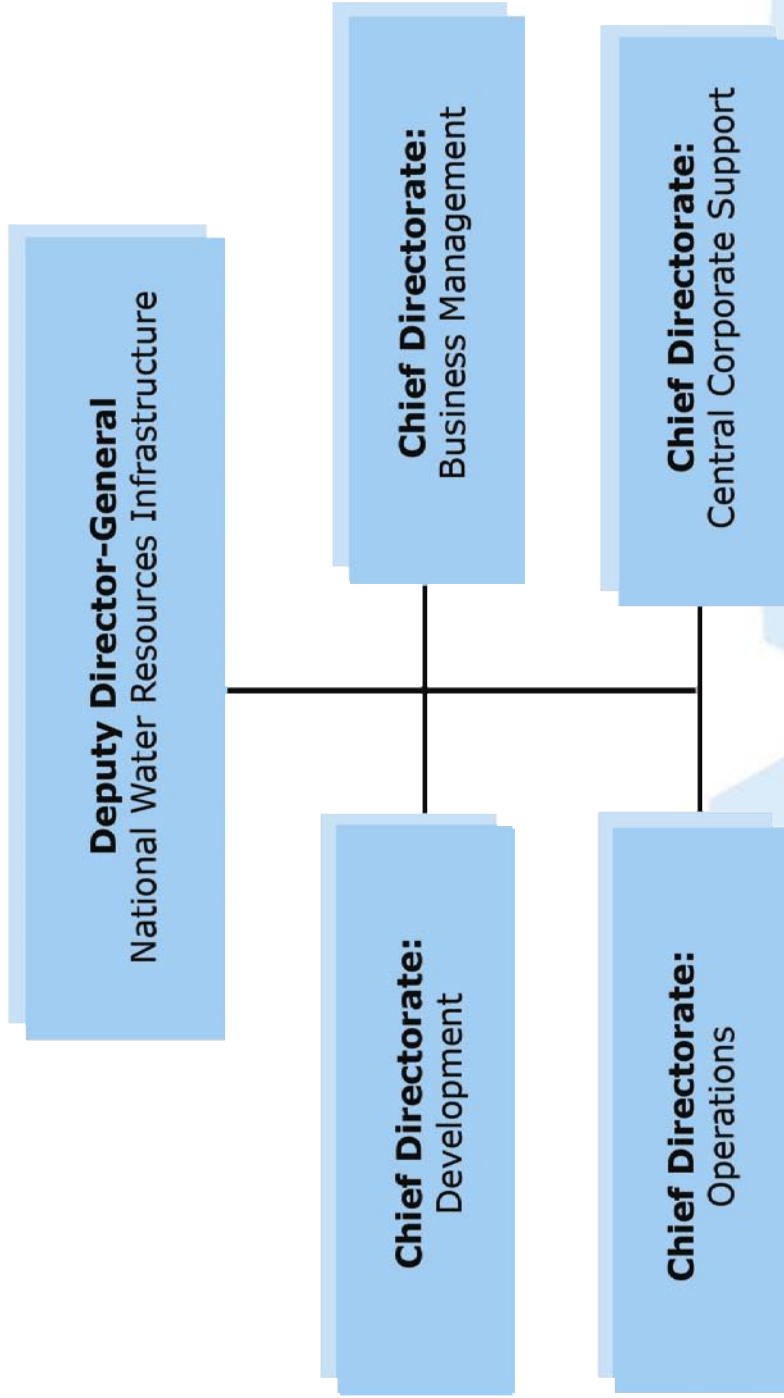 Deputy Director-General
National Water Resources Infrastructure
Chief Directorate:
Development
Chief Directorate:
Business Management
Chief Directorate:
Operations
Chief Directorate:
Central Corporate Support